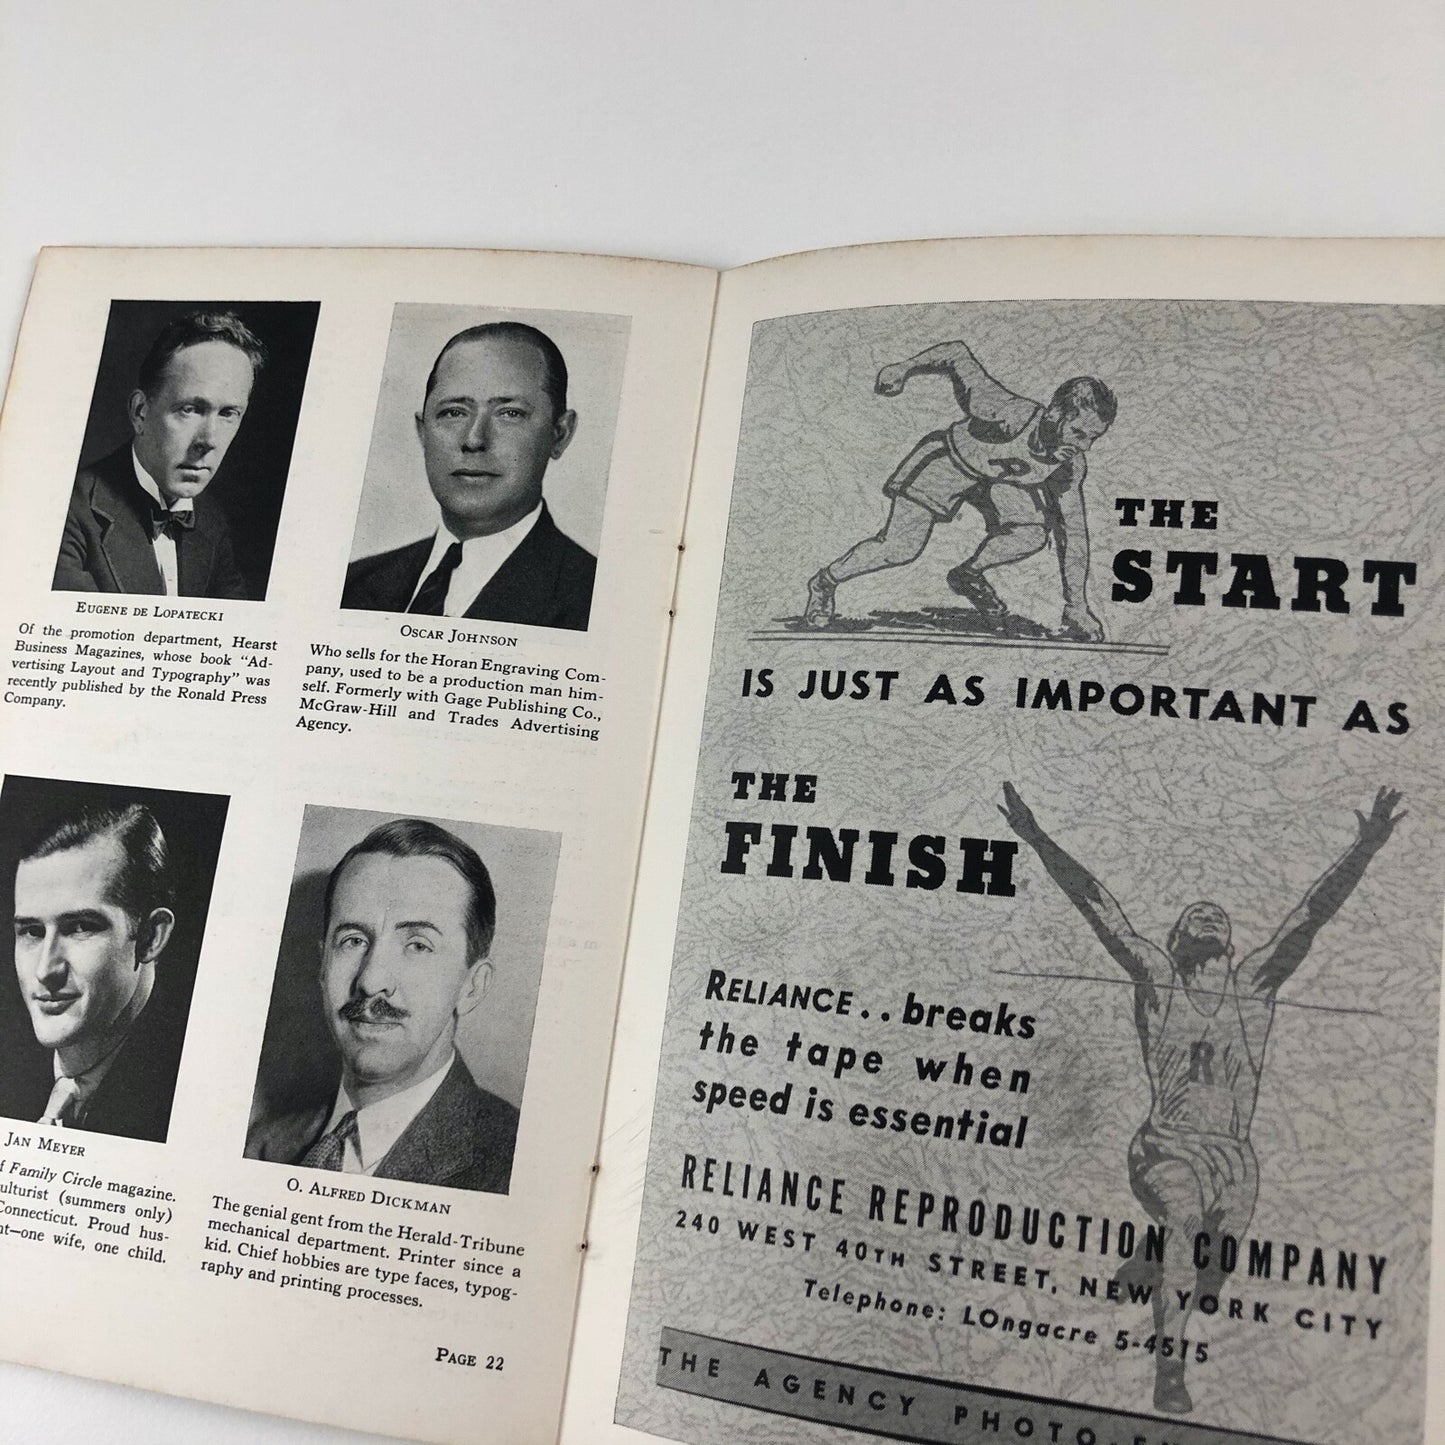 EUGENE DE LOPATECKI
Of the promotion department, Hearst
Business Magazines, whose book "Ad-
vertising Layout and Typography" was
recently published by the Ronald Press
Company.
OSCAR JOHNSON
Who sells for the Horan Engraving Com-
pany, used to be a production man him-
self. Formerly with Gage Publishing Co.,
McGraw-Hill and Trades Advertising
Agency.
JAN MEYER
Family Circle magazine.
(summers only)
Connecticut. Proud hus-
—one wife, one child.
O. ALFRED DICKMAN
The genial gent from the Herald-Tribune
mechanical department. Printer since a
kid. Chief hobbies are type faces, typog-
raphy and printing processes.
PAGE 22
THE
START
IS JUST AS IMPORTANT AS
THE
FINISH
RELIANCE.. breaks
the tape when
speed is essential
R
RELIANCE REPRODUCTION COMPANY
240 WEST 40TH STREET, NEW YORK CITY
Telephone: LOngacre 5-4515
THE AGENCY PHOTO-